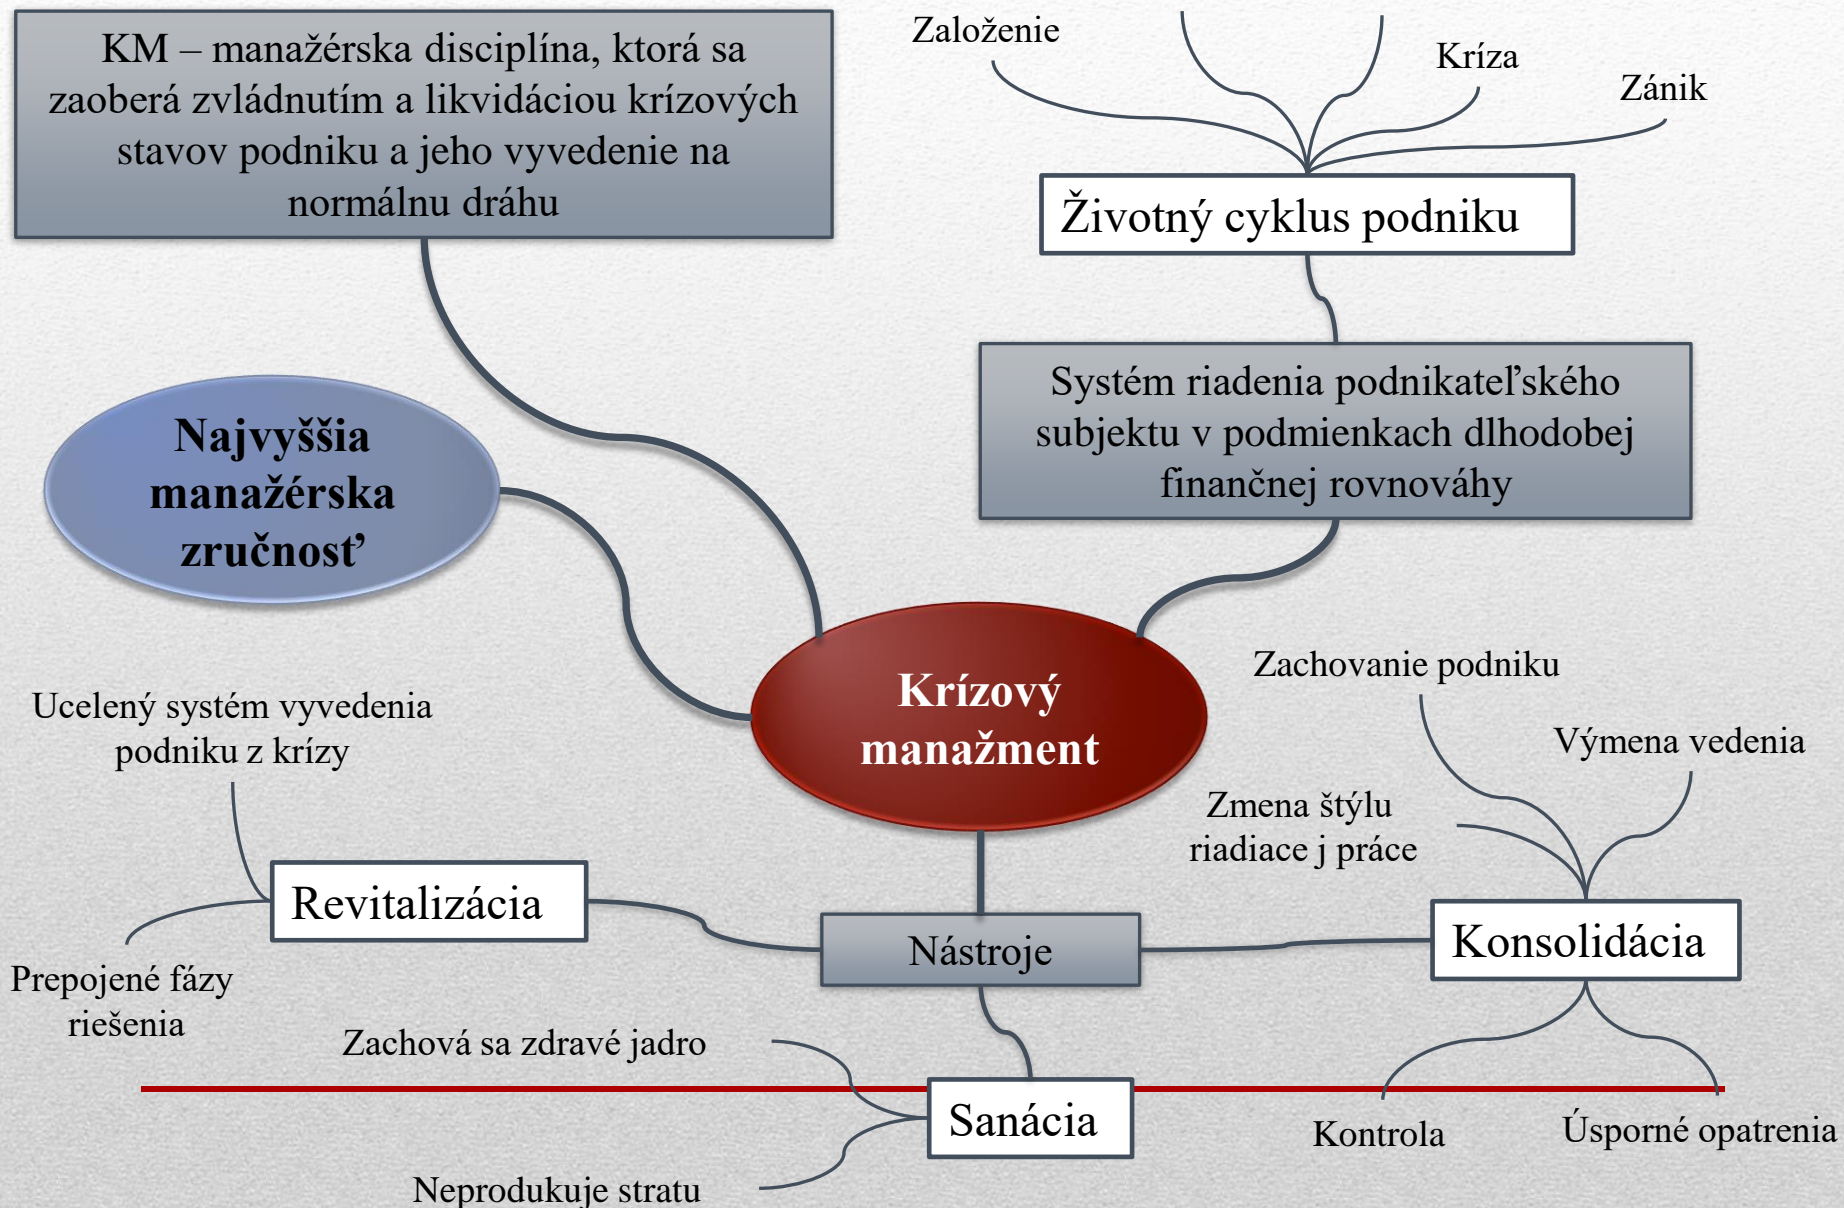 KM – manažérska disciplína, ktorá sa
zaoberá zvládnutím a likvidáciou krízových
stavov podniku a jeho vyvedenie na
normálnu dráhu
Založenie
Kríza
Zánik
Životný cyklus podniku
Systém riadenia podnikateľského
subjektu v podmienkach dlhodobej
finančnej rovnováhy
Najvyššia
manažérska
zručnosť
Krízový
manažment
Ucelený systém vyvedenia
podniku z krízy
Revitalizácia
Prepojené fázy
riešenia
Nástroje
Zachovanie podniku
Výmena vedenia
Zmena štýlu
riadiace j práce
Konsolidácia
Kontrola
Úsporné opatrenia
Zachová sa zdravé jadro
Sanácia
Neprodukuje stratu